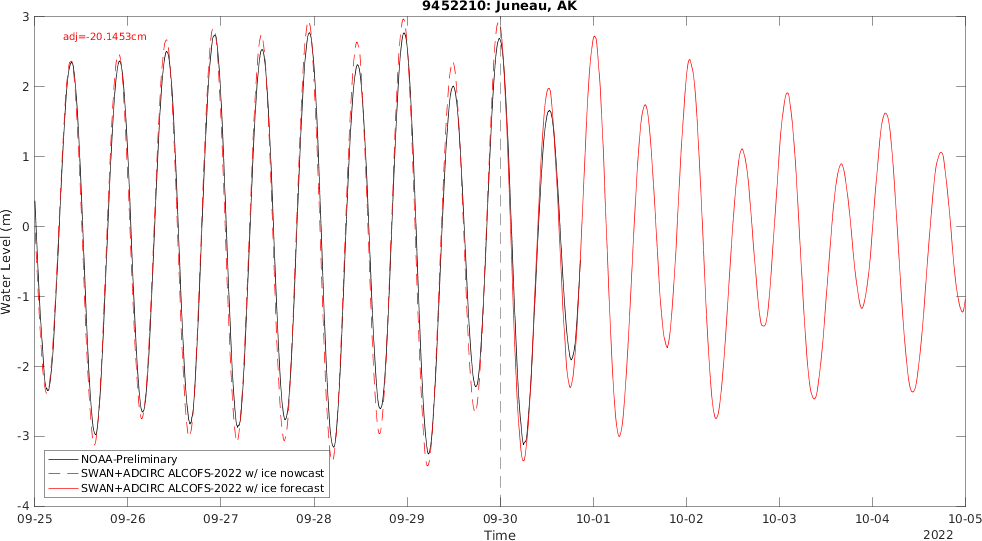 9452210: Juneau, AK
adj=-20.1453cm
3
2
1
0
-1
-2
-3
-4
Water Level (m)
NOAA-Preliminary
SWAN+ADCIRC ALCOFS-2022 w/ ice nowcast
SWAN+ADCIRC ALCOFS-2022 w/ ice forecast
09-25 09-26 09-27 09-28 09-29 09-30 10-01 10-02 10-03 10-04 10-05
Time
2022